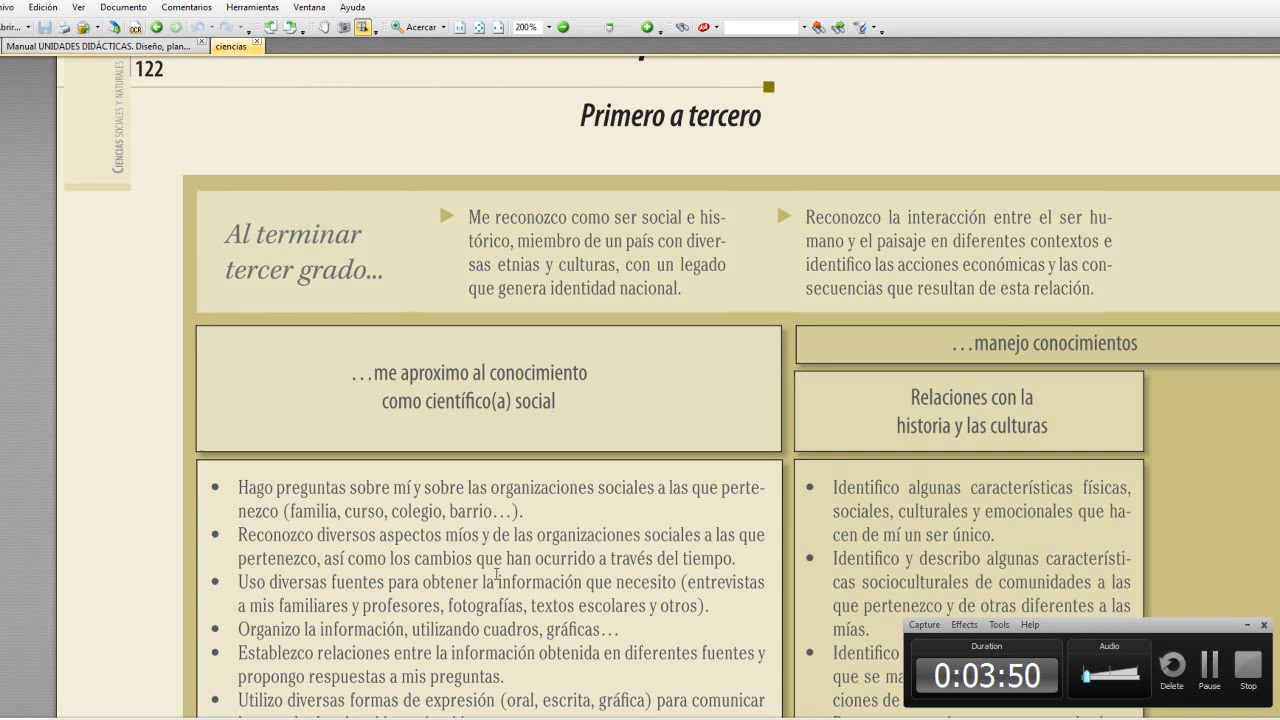 Edición Ver Documento Comentarios Herramientas Ventana Ayuda
OCR Acercar 1:1 200%
Manual UNIDADES DIDÁCTICAS. Diseño, plan... ciencias
122
CIENCIAS SOCIALES Y NATURALES
Primero a tercero
Al terminar
tercer grado...
Me reconozco como ser social e his-
tórico, miembro de un país con diver-
sas etnias y culturas, con un legado
que genera identidad nacional.
Reconozco la interacción entre el ser hu-
mano y el paisaje en diferentes contextos e
identifico las acciones económicas y las con-
secuencias que resultan de esta relación.
...me aproximo al conocimiento
como científico(a) social
...manejo conocimientos
Relaciones con la
historia y las culturas
• Hago preguntas sobre mí y sobre las organizaciones sociales a las que perte-
nezco (familia, curso, colegio, barrio...).
• Reconozco diversos aspectos míos y de las organizaciones sociales a las que
pertenezco, así como los cambios que han ocurrido a través del tiempo.
• Uso diversas fuentes para obtener la información que necesito (entrevistas
a mis familiares y profesores, fotografías, textos escolares y otros).
• Organizo la información, utilizando cuadros, gráficas...
• Establezco relaciones entre la información obtenida en diferentes fuentes y
propongo respuestas a mis preguntas.
• Utilizo diversas formas de expresión (oral, escrita, gráfica) para comunicar
• Identifico algunas características físicas,
sociales, culturales y emocionales que ha-
cen de mí un ser único.
• Identifico y describo algunas característi-
cas socioculturales de comunidades a las
que pertenezco y de otras diferentes a las
mías.
• Identifico
que se
ciones de
Capture Effects Tools Help
Duration
0:03:50
Audio
Delete Pause Stop